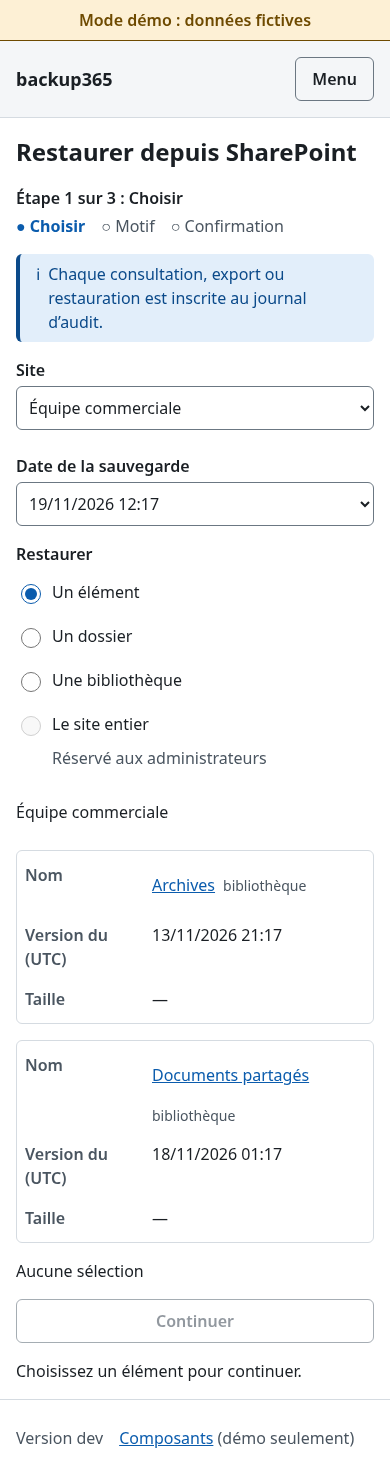 Mode démo : données fictives
backup365
Menu
Restaurer depuis SharePoint
Étape 1 sur 3 : Choisir
● Choisir ○ Motif ○ Confirmation
i Chaque consultation, export ou
restauration est inscrite au journal
d’audit.
Site
Équipe commerciale
Date de la sauvegarde
19/11/2026 12:17
Restaurer
Un élément
Un dossier
Une bibliothèque
Le site entier
Réservé aux administrateurs
Équipe commerciale
Nom Archives bibliothèque
Version du 13/11/2026 21:17
(UTC)
Taille —
Nom Documents partagés
bibliothèque
Version du 18/11/2026 01:17
(UTC)
Taille —
Aucune sélection
Continuer
Choisissez un élément pour continuer.
Version dev Composants (démo seulement)